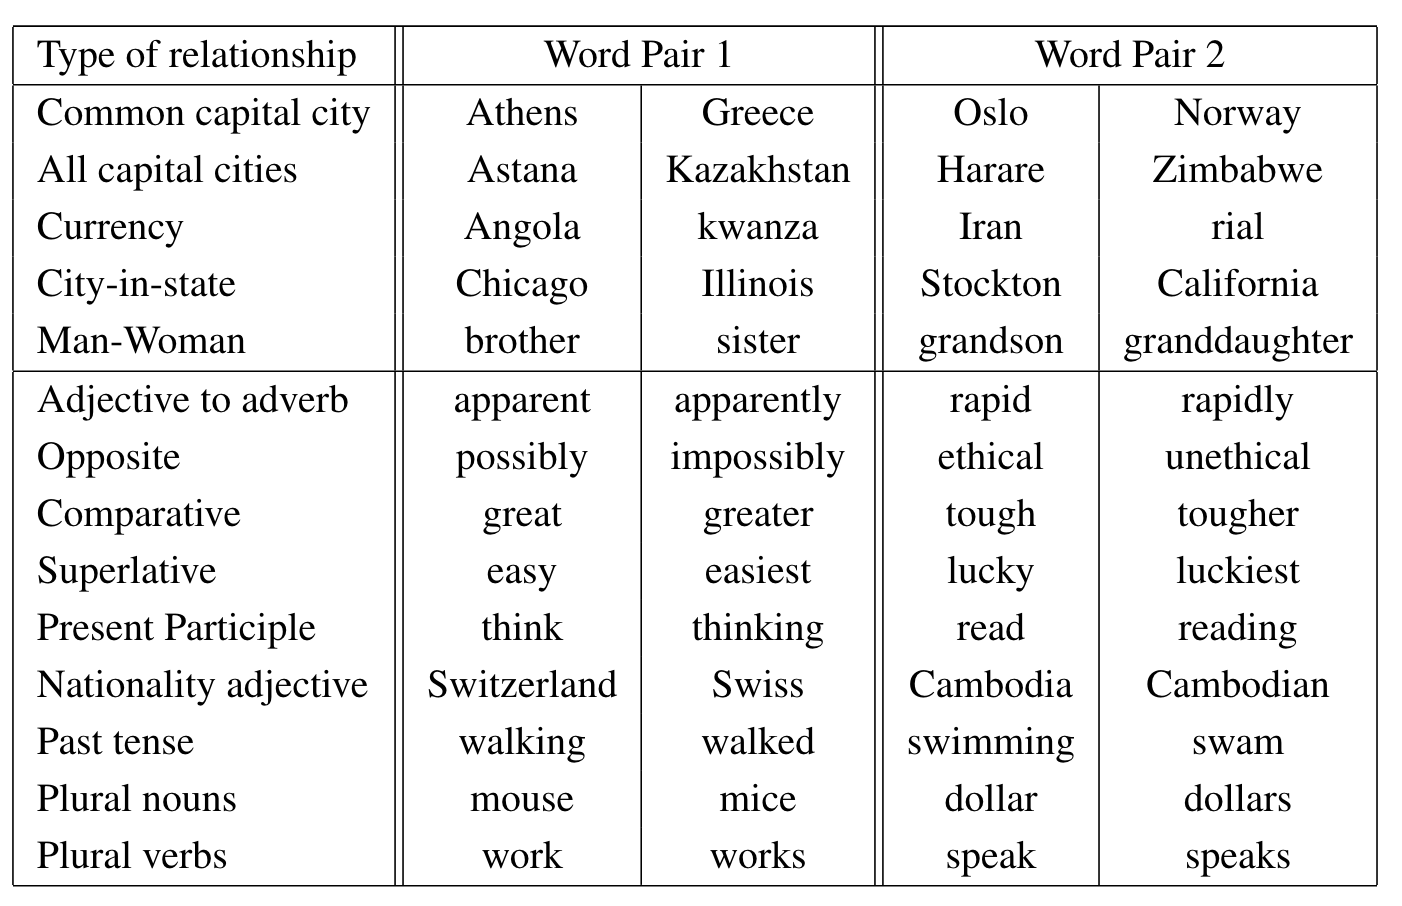 Type of relationship Word Pair 1 Word Pair 2
Common capital city Athens Greece Oslo Norway
All capital cities Astana Kazakhstan Harare Zimbabwe
Currency Angola kwanza Iran rial
City-in-state Chicago Illinois Stockton California
Man-Woman brother sister grandson granddaughter
Adjective to adverb apparent apparently rapid rapidly
Opposite possibly impossibly ethical unethical
Comparative great greater tough tougher
Superlative easy easiest lucky luckiest
Present Participle think thinking read reading
Nationality adjective Switzerland Swiss Cambodia Cambodian
Past tense walking walked swimming swam
Plural nouns mouse mice dollar dollars
Plural verbs work works speak speaks